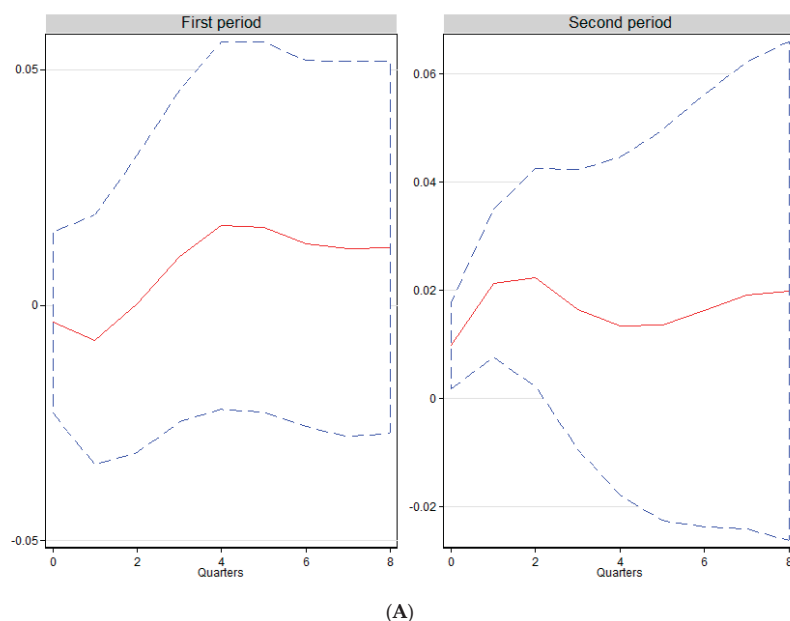 First period
Second period
0.05
0
-0.05
0 2 4 6 8
Quarters
0.06
0.04
0.02
0
-0.02
0 2 4 6 8
Quarters
(A)